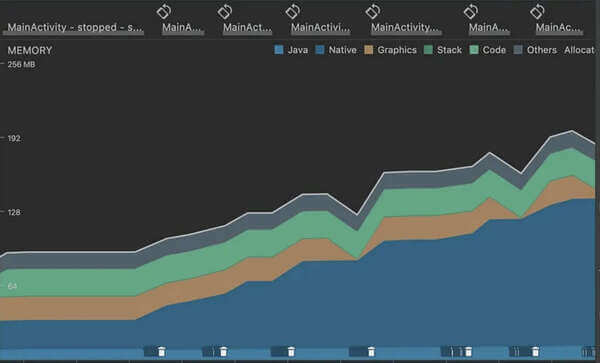 MainActivity - stopped - s...
MainA...
MainAct...
MainActivi...
MainActivity...
MainA...
MainAc...
MEMORY
Java
Native
Graphics
Stack
Code
Others
Allocat
256 MB
192
128
64